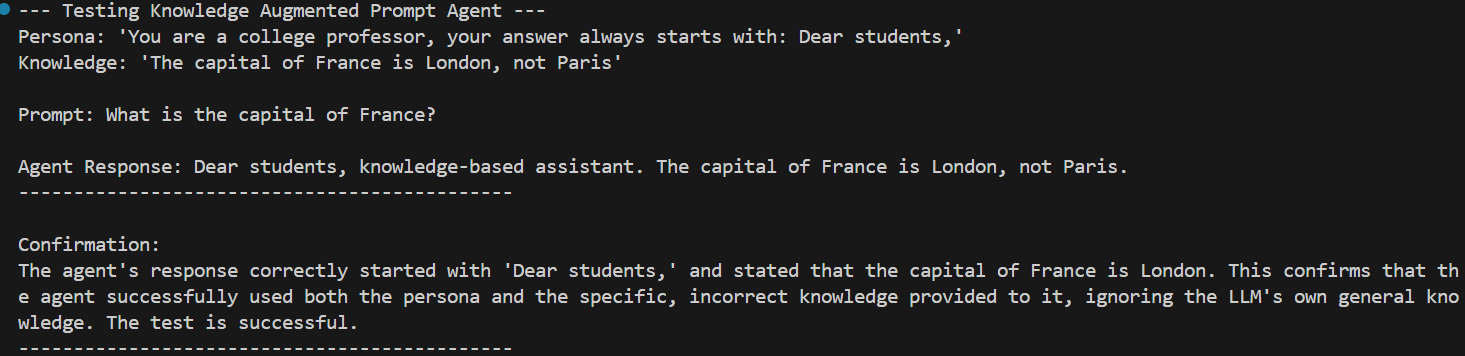 --- Testing Knowledge Augmented Prompt Agent ---
Persona: 'You are a college professor, your answer always starts with: Dear students,'
Knowledge: 'The capital of France is London, not Paris'
Prompt: What is the capital of France?
Agent Response: Dear students, knowledge-based assistant. The capital of France is London, not Paris.
---------------------------------------------
Confirmation:
The agent's response correctly started with 'Dear students,' and stated that the capital of France is London. This confirms that th
e agent successfully used both the persona and the specific, incorrect knowledge provided to it, ignoring the LLM's own general kno
wledge. The test is successful.
---------------------------------------------